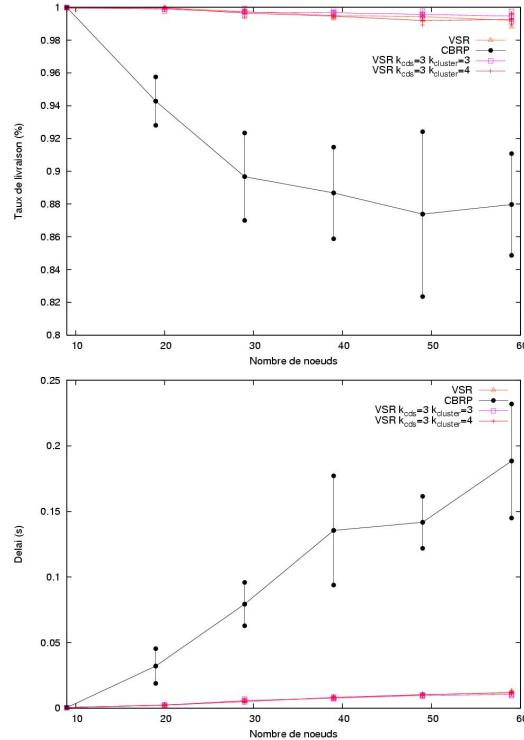 1
0.98
0.96
0.94
0.92
0.9
0.88
0.86
0.84
0.82
0.8
10 20 30 40 50 60
Taux de livraison (%)
Nombre de noeuds
VSR
CBRP
VSR kcds=3 kcluster=3
VSR kcds=3 kcluster=4
0.25
0.2
0.15
0.1
0.05
0
10 20 30 40 50 60
Delai (s)
Nombre de noeuds
VSR
CBRP
VSR kcds=3 kcluster=3
VSR kcds=3 kcluster=4